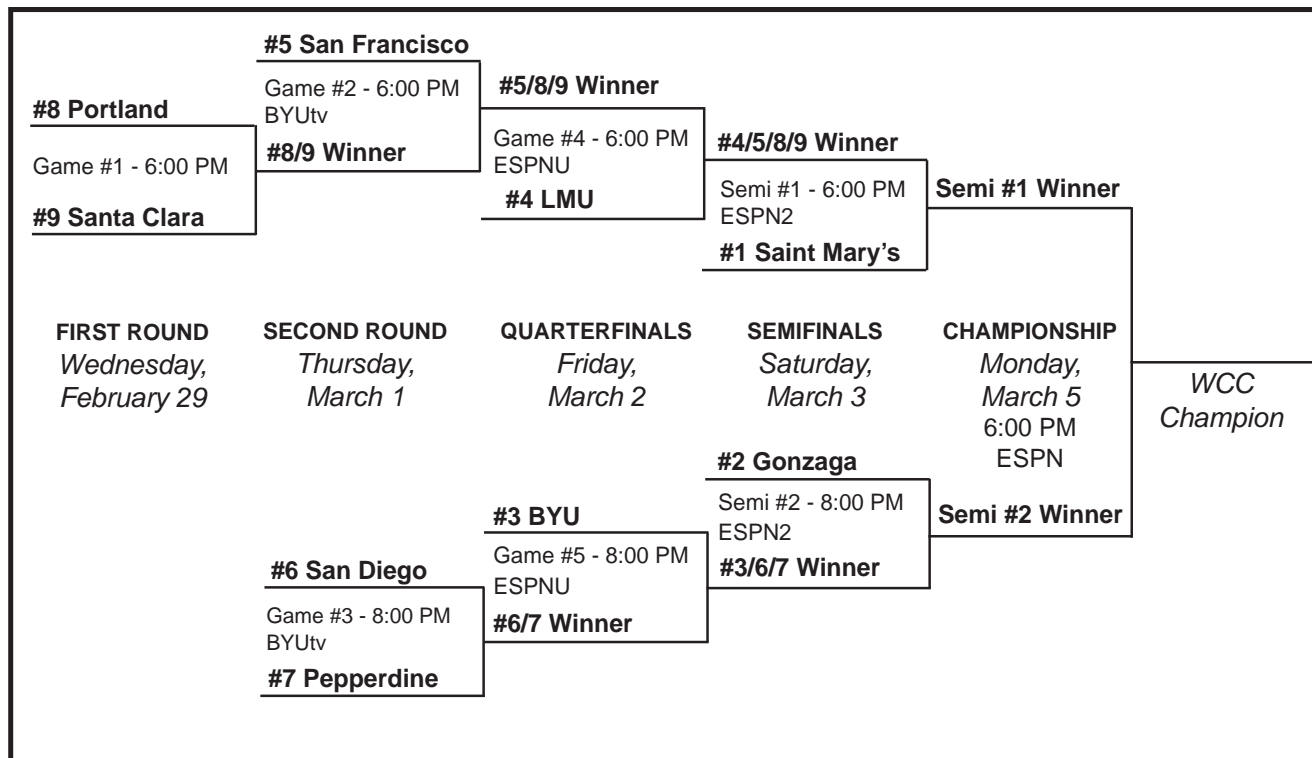 #5 San Francisco
Game #2 - 6:00 PM
BYUtv
#8/9 Winner
#8 Portland
Game #1 - 6:00 PM
#9 Santa Clara
#5/8/9 Winner
Game #4 - 6:00 PM
ESPNU
#4 LMU
#4/5/8/9 Winner
Semi #1 - 6:00 PM
ESPN2
#1 Saint Mary’s
Semi #1 Winner
FIRST ROUND
Wednesday,
February 29
SECOND ROUND
Thursday,
March 1
QUARTERFINALS
Friday,
March 2
SEMIFINALS
Saturday,
March 3
CHAMPIONSHIP
Monday,
March 5
6:00 PM
ESPN
WCC
Champion
#2 Gonzaga
Semi #2 - 8:00 PM
ESPN2
#3/6/7 Winner
Semi #2 Winner
#3 BYU
Game #5 - 8:00 PM
ESPNU
#6/7 Winner
#6 San Diego
Game #3 - 8:00 PM
BYUtv
#7 Pepperdine